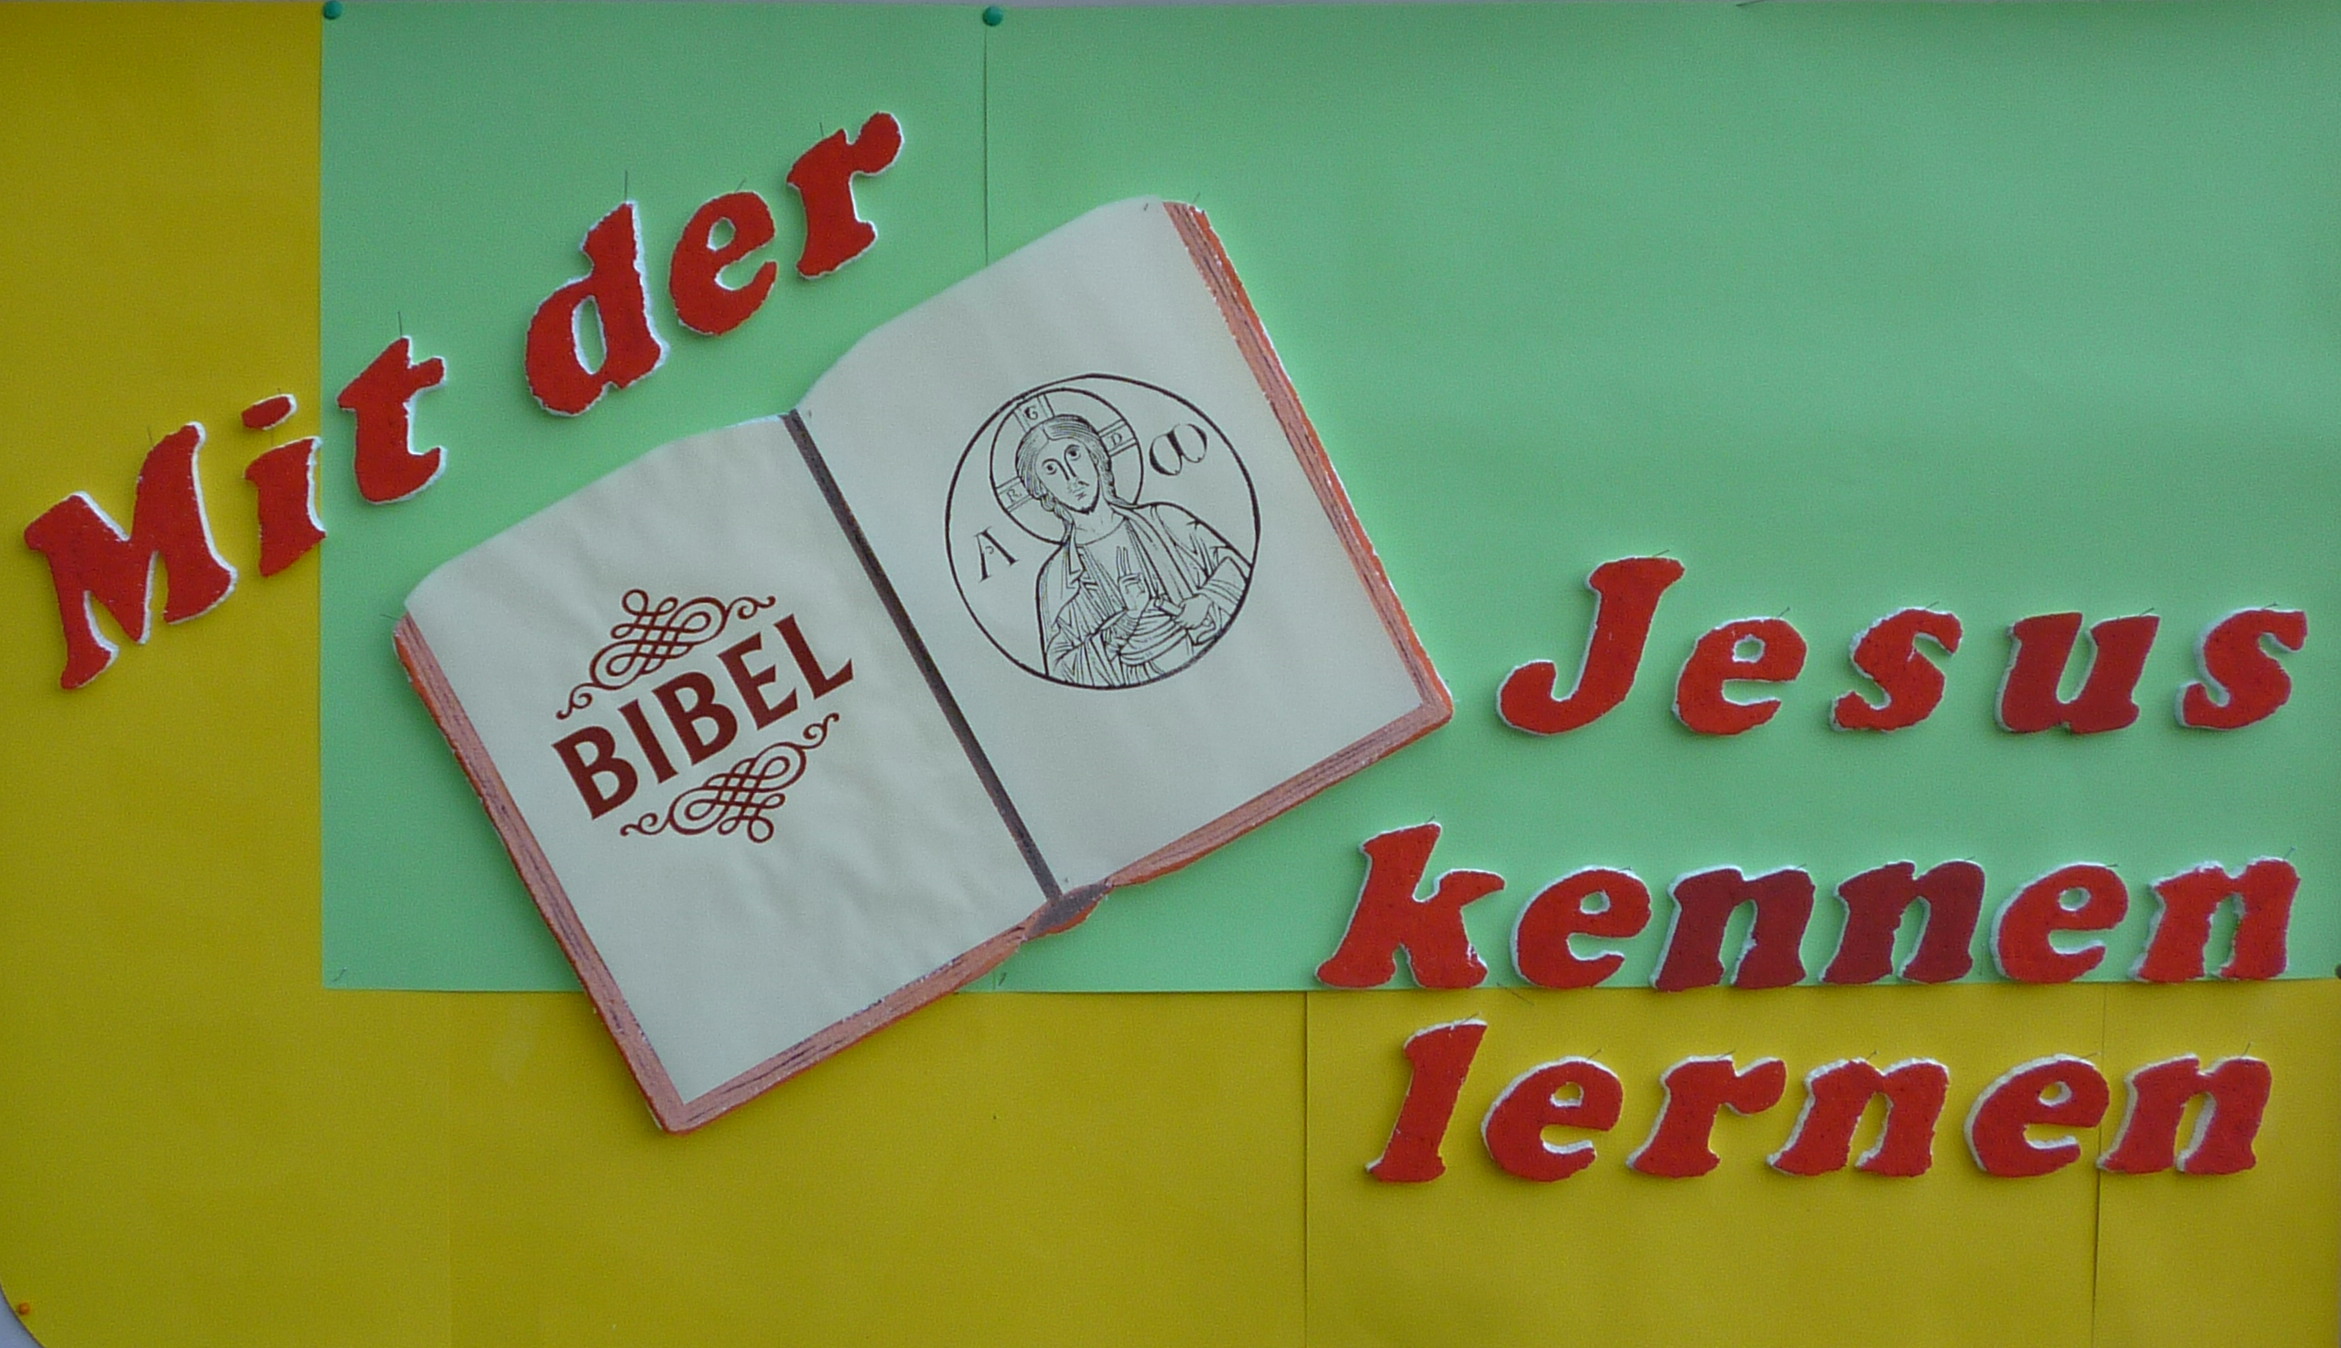 Mit der
BIBEL
A ω
Jesus
kennen
lernen